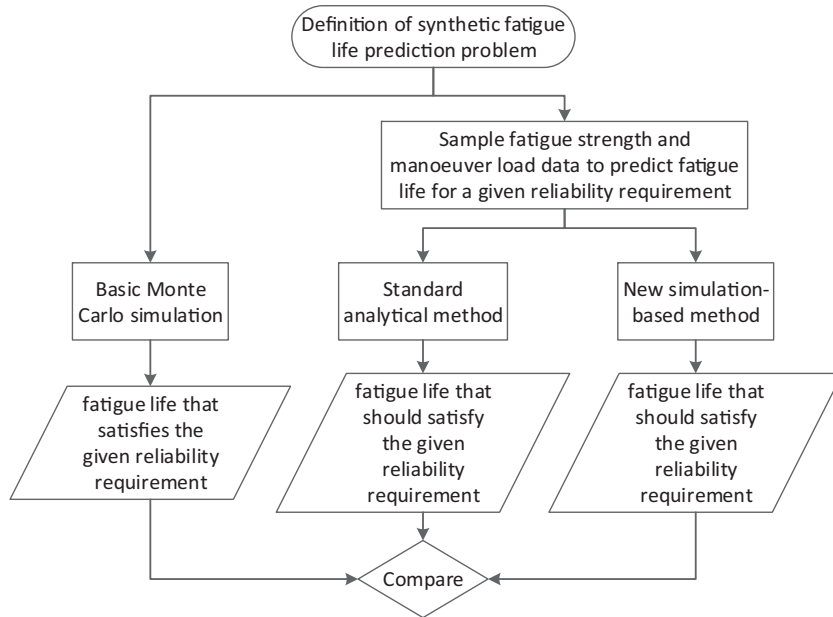 Definition of synthetic fatigue
life prediction problem
Sample fatigue strength and
manoeuver load data to predict fatigue
life for a given reliability requirement
Basic Monte
Carlo simulation
Standard
analytical method
New simulation-
based method
fatigue life that
satisfies the
given reliability
requirement
fatigue life that
should satisfy
the given
reliability
requirement
fatigue life that
should satisfy
the given
reliability
requirement
Compare